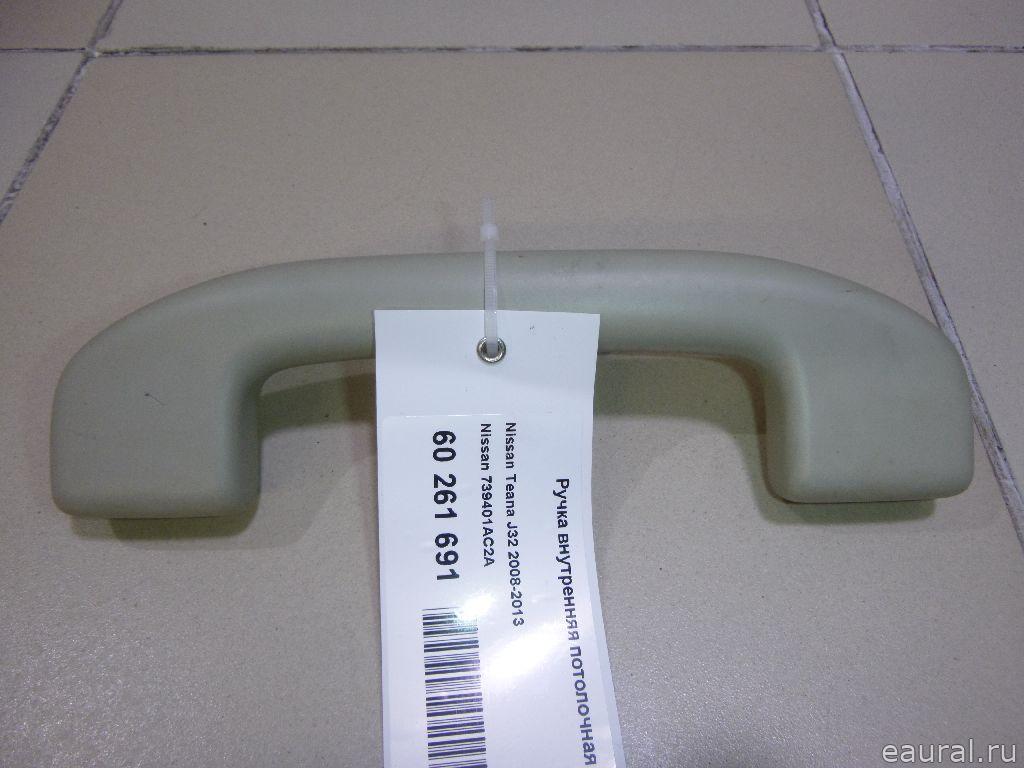 Ручка внутренняя потолочная
Nissan Teana J32 2008-2013
Nissan 739401AC2A
60 261 691
eaural.ru